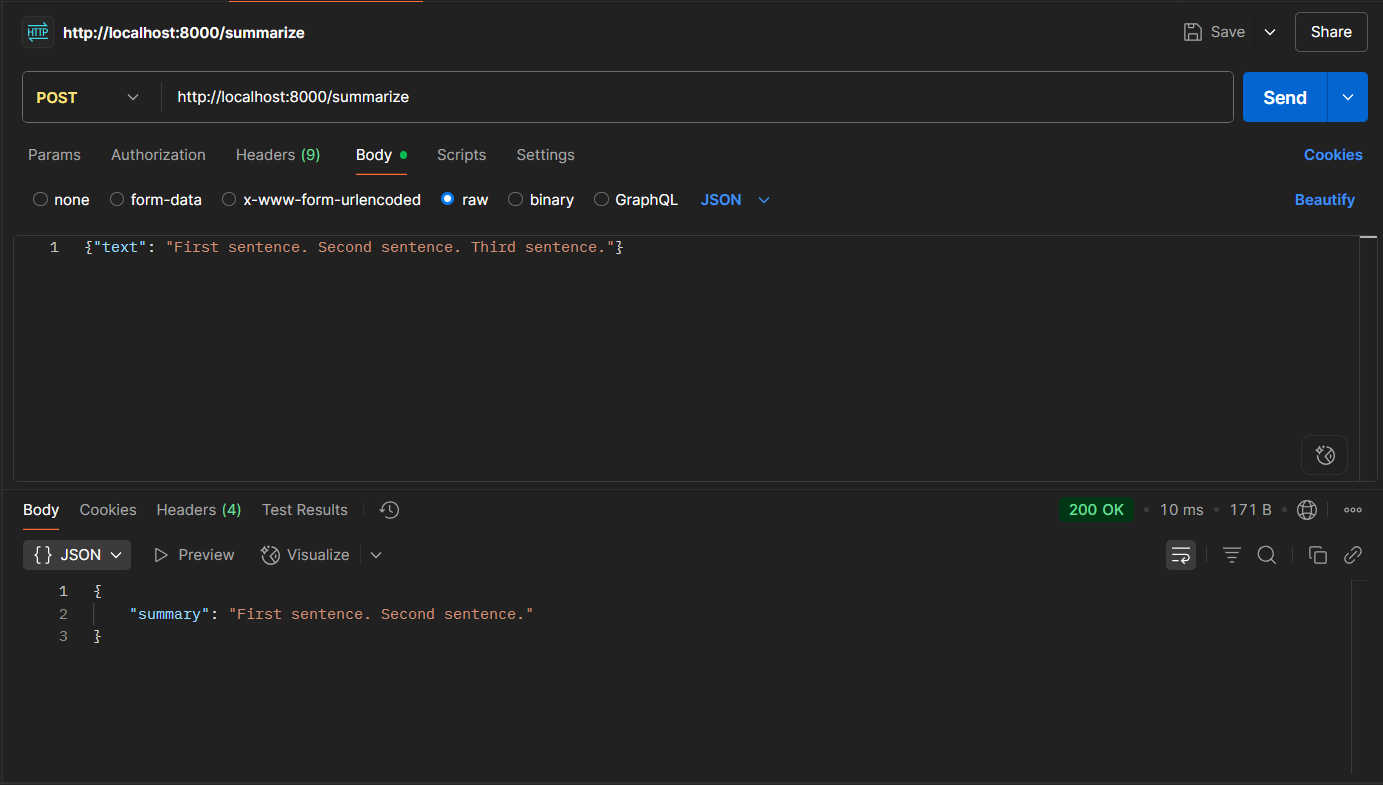 HTTP http://localhost:8000/summarize Save Share
POST http://localhost:8000/summarize Send
Params Authorization Headers (9) Body Scripts Settings Cookies
none form-data x-www-form-urlencoded raw binary GraphQL JSON Beautify
1 {"text": "First sentence. Second sentence. Third sentence."}
Body Cookies Headers (4) Test Results 200 OK • 10 ms • 171 B •
{} JSON Preview Visualize
1 {
2 "summary": "First sentence. Second sentence."
3 }